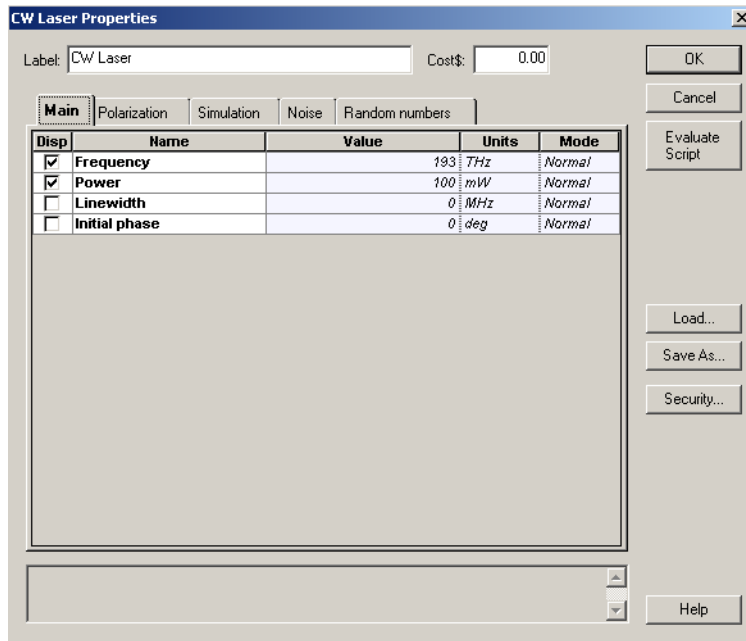 CW Laser Properties
Label: CW Laser Cost$: 0.00 OK
Cancel
Main Polarization Simulation Noise Random numbers
Evaluate Script
Disp Name Value Units Mode
Frequency 193 THz Normal
Power 100 mW Normal
Linewidth 0 MHz Normal
Initial phase 0 deg Normal
Load...
Save As...
Security...
Help